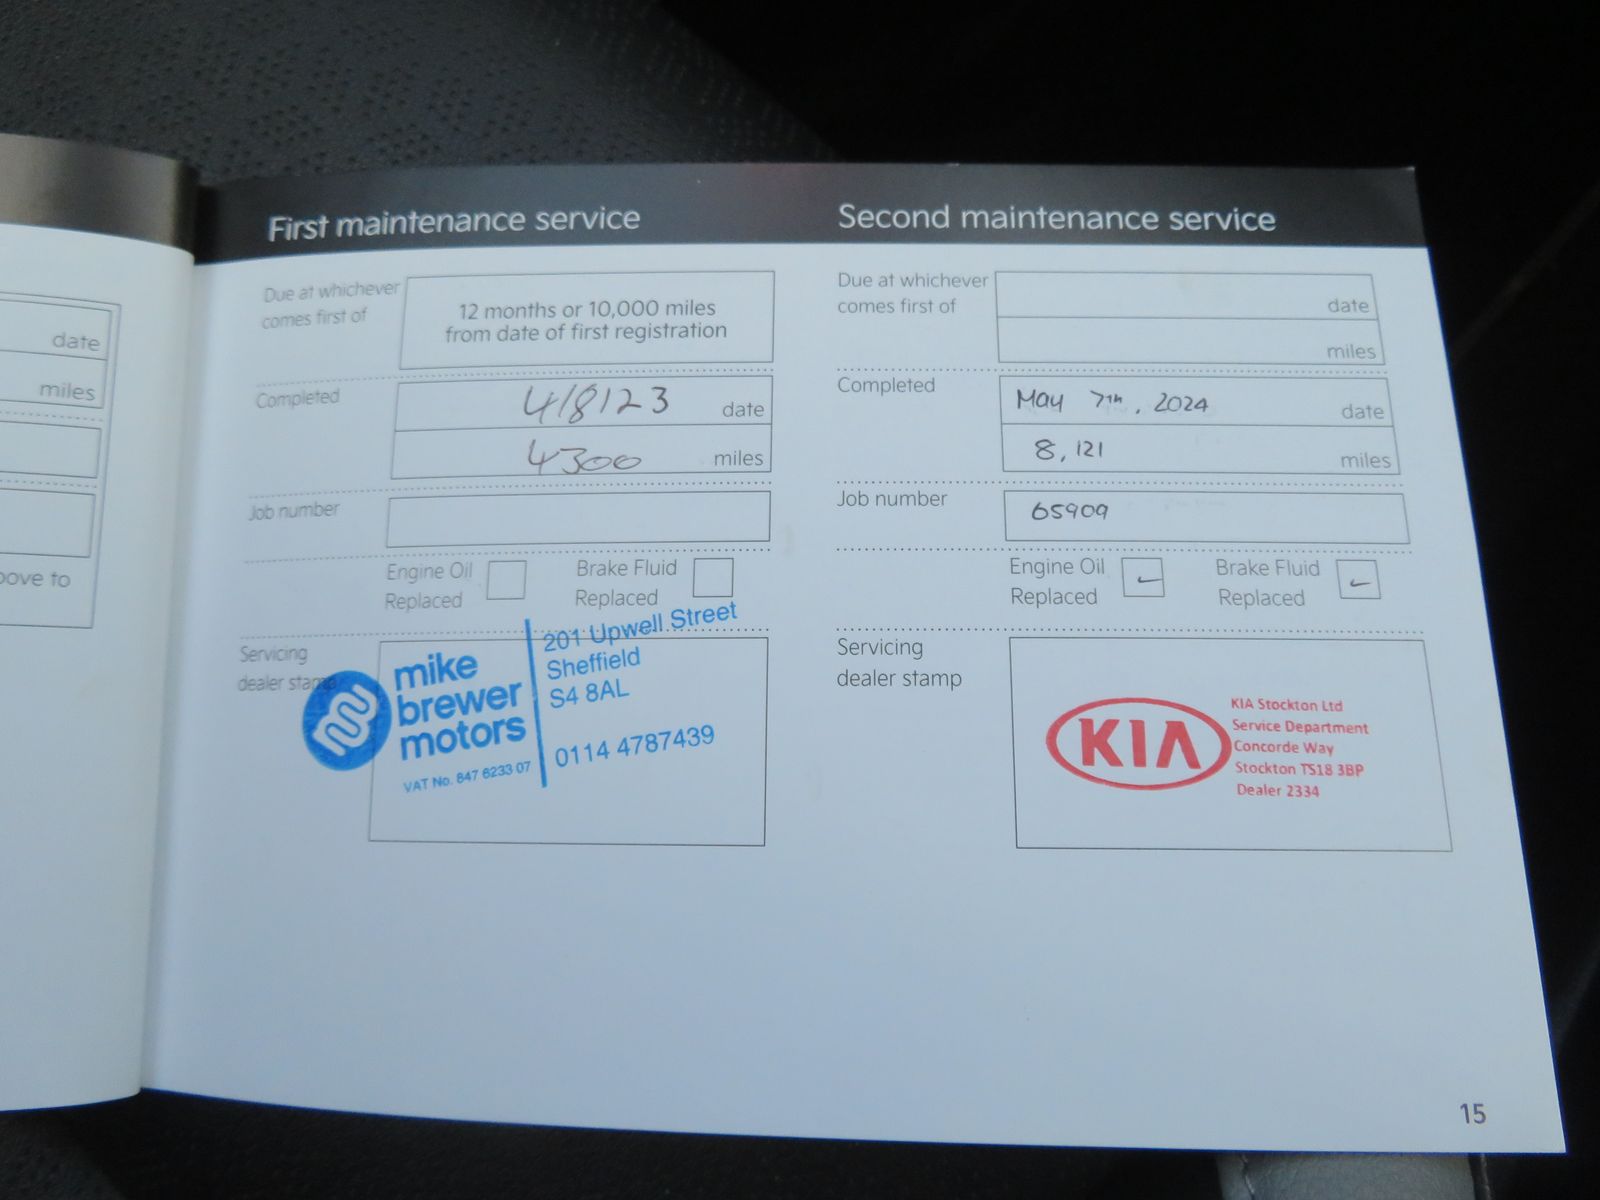 date
miles
ove to
First maintenance service
Due at whichever
comes first of
12 months or 10,000 miles
from date of first registration
Completed
4/8/23 date
4300 miles
Job number
Engine Oil
Replaced
Brake Fluid
Replaced
Servicing
dealer stamp
mike
brewer
motors
VAT No. 847 6233 07
201 Upwell Street
Sheffield
S4 8AL
0114 4787439
Second maintenance service
Due at whichever
comes first of
date
miles
Completed
May 7th, 2024 date
8,121 miles
Job number
65909
Engine Oil
Replaced
Brake Fluid
Replaced
Servicing
dealer stamp
KIA
KIA Stockton Ltd
Service Department
Concorde Way
Stockton TS18 3BP
Dealer 2334
15